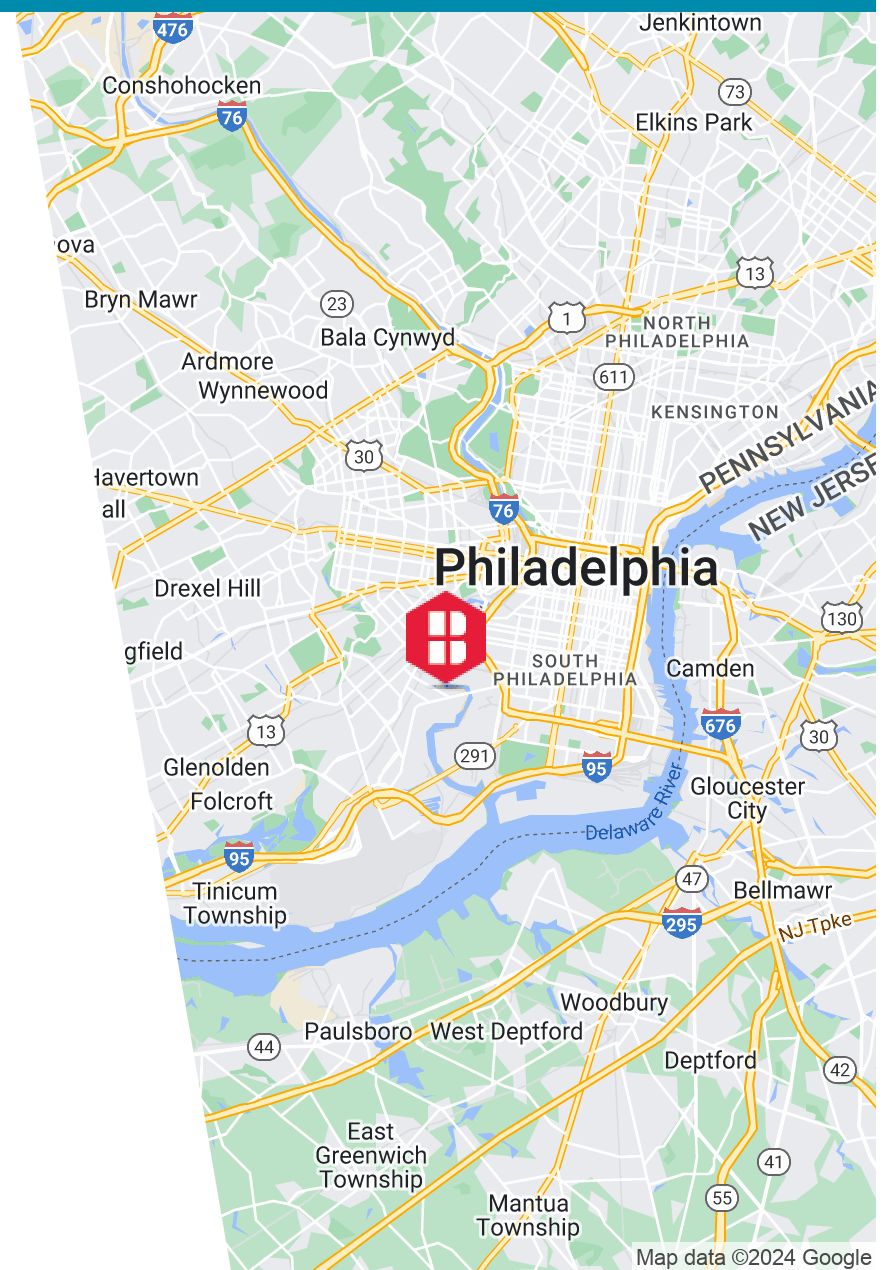 476
Jenkintown
Conshohocken
73
76
Elkins Park
ova
13
Bryn Mawr
23
1
NORTH
PHILADELPHIA
Bala Cynwyd
Ardmore
611
Wynnewood
KENSINGTON
PENNSYLVANIA
30
Havertown
all
76
NEW JERSE
Philadelphia
Drexel Hill
130
gfield
SOUTH
PHILADELPHIA
Camden
13
676
30
291
Glenolden
95
Folcroft
Gloucester
City
Delaware River
95
47
Tinicum
Township
Bellmawr
295
NJ Tpke
Woodbury
Paulsboro
West Deptford
44
Deptford
42
East
Greenwich
Township
41
55
Mantua
Township
Map data ©2024 Google